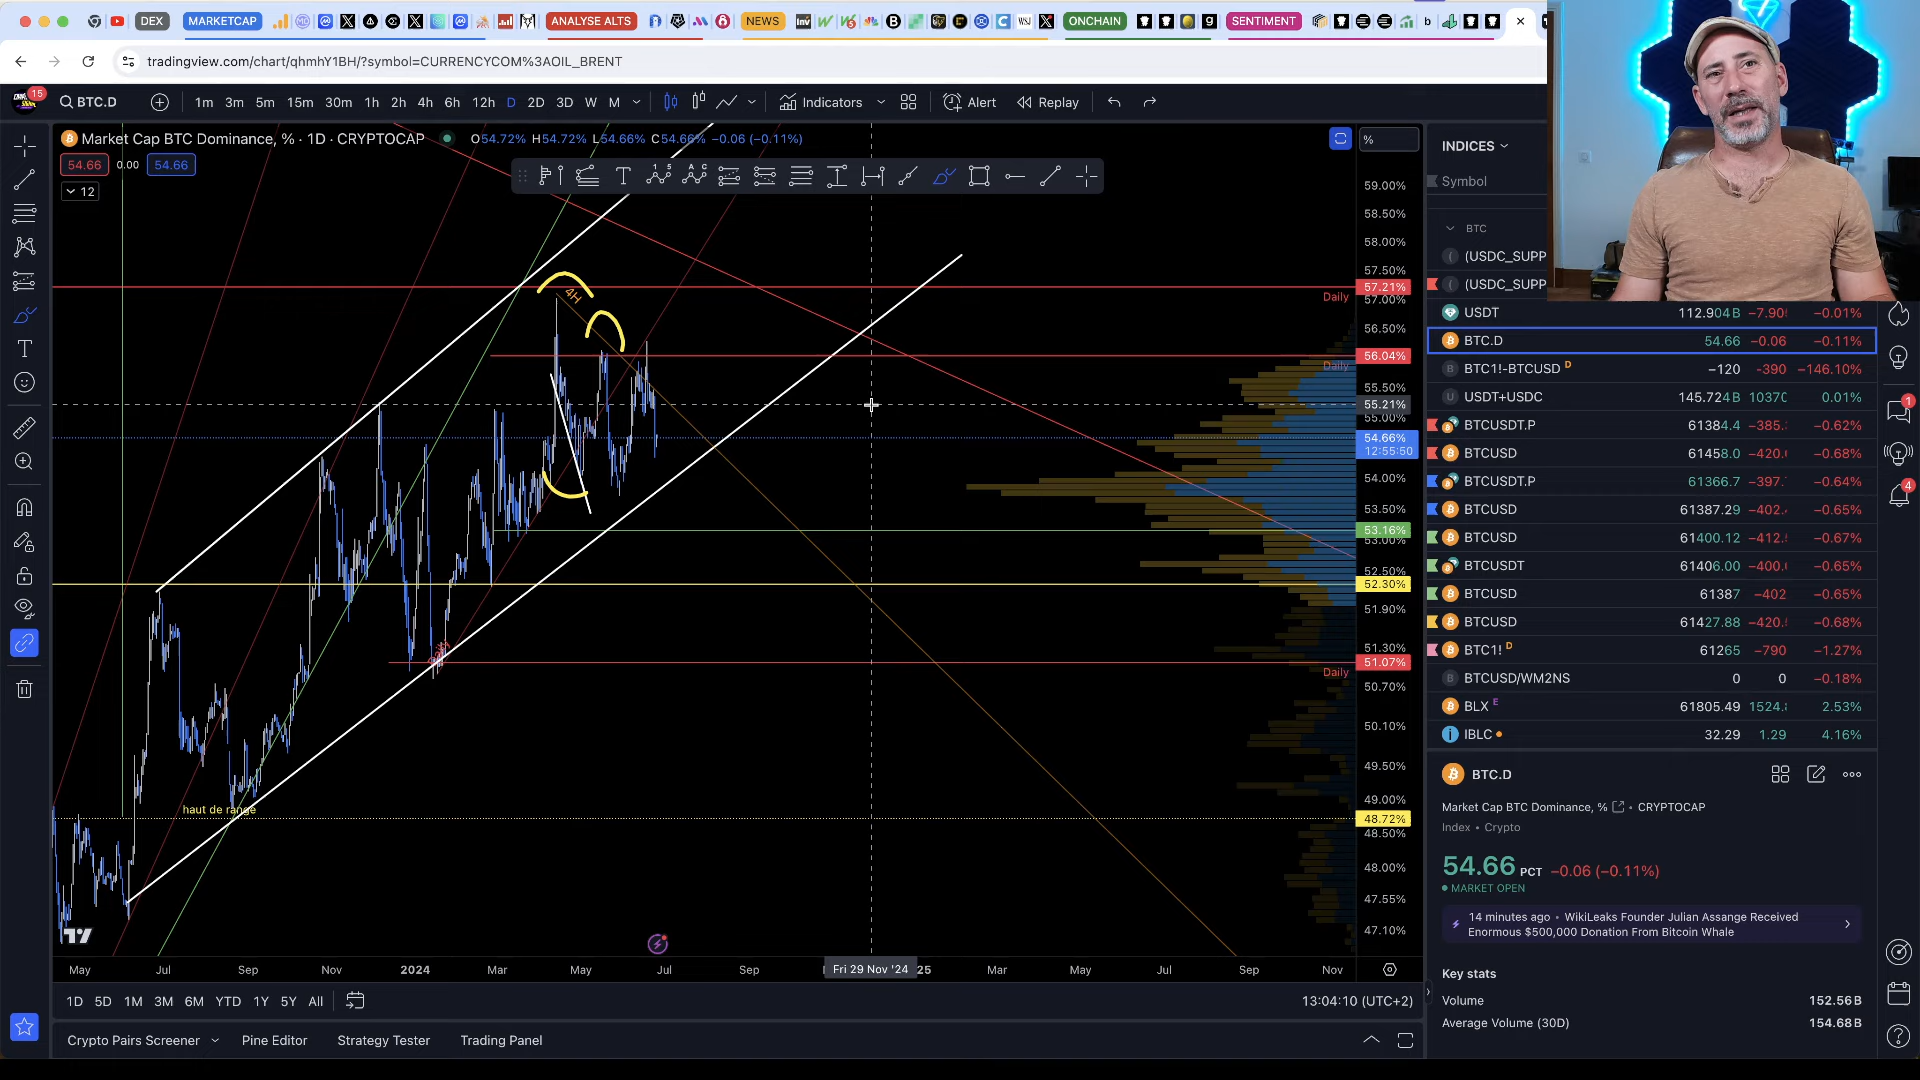 DEX
MARKETCAP
ANALYSE ALTS
NEWS
ONCHAIN
SENTIMENT
tradingview.com/chart/qhmhY1BH/?symbol=CURRENCYCOM%3AOIL_BRENT
15
BTC.D
1m 3m 5m 15m 30m 1h 2h 4h 6h 12h D 2D 3D W M
Indicators
Alert
Replay
Market Cap BTC Dominance, % · 1D · CRYPTOCAP
O54.72% H54.72% L54.66% C54.66% −0.06 (−0.11%)
54.66 0.00 54.66
12
%
59.00%
58.50%
58.00%
57.50%
57.21%
Daily
57.00%
56.50%
56.04%
Daily
55.50%
55.21%
55.00%
54.66%
12:55:50
54.00%
53.50%
53.16%
53.00%
52.50%
52.30%
51.90%
51.30%
51.07%
Daily
50.70%
50.10%
49.50%
49.00%
48.72%
48.50%
48.00%
47.55%
47.10%
4H
haut de range
May Jul Sep Nov 2024 Mar May Jul Sep Fri 29 Nov '24 25 Mar May Jul Sep Nov
1D 5D 1M 3M 6M YTD 1Y 5Y All
13:04:10 (UTC+2)
Crypto Pairs Screener Pine Editor Strategy Tester Trading Panel
INDICES
Symbol
BTC
(USDC_SUPP
(USDC_SUPP
USDT 112.904B −7.90 −0.01%
BTC.D 54.66 −0.06 −0.11%
BTC1!-BTCUSD D −120 −390 −146.10%
USDT+USDC 145.724B 1037 0.01%
BTCUSDT.P 61384.4 −385. −0.62%
BTCUSD 61458.0 −420. −0.68%
BTCUSDT.P 61366.7 −397. −0.64%
BTCUSD 61387.29 −402. −0.65%
BTCUSD 61400.12 −412. −0.67%
BTCUSDT 61406.00 −400. −0.65%
BTCUSD 61387 −402 −0.65%
BTCUSD 61427.88 −420. −0.68%
BTC1! D 61265 −790 −1.27%
BTCUSD/WM2NS 0 0 −0.18%
BLX E 61805.49 1524. 2.53%
IBLC 32.29 1.29 4.16%
BTC.D
Market Cap BTC Dominance, % • CRYPTOCAP
Index • Crypto
54.66 PCT −0.06 (−0.11%)
MARKET OPEN
14 minutes ago • WikiLeaks Founder Julian Assange Received
Enormous $500,000 Donation From Bitcoin Whale
Key stats
Volume 152.56B
Average Volume (30D) 154.68B
1
4